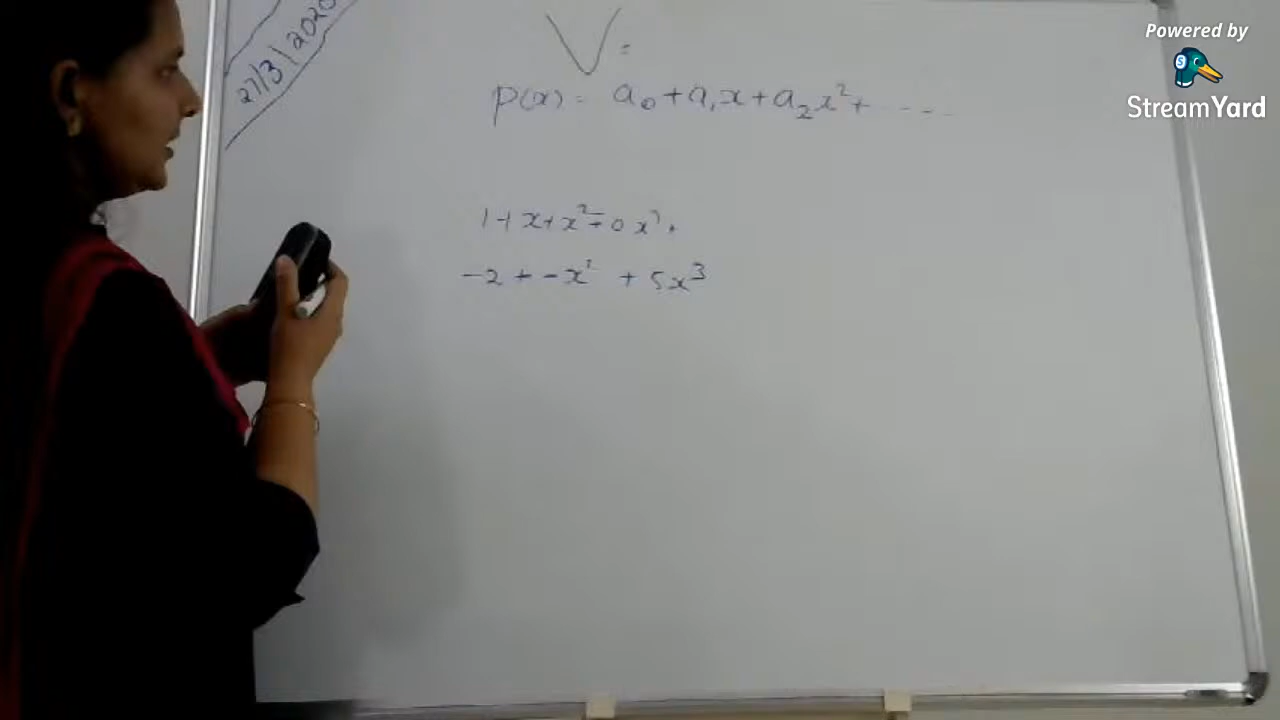 27/3/2020
V =
p(x) = a₀ + a₁x + a₂x² + - - - -
1 + x + x² + 0x³.
-2 + -x² + 5x³
Powered by
StreamYard